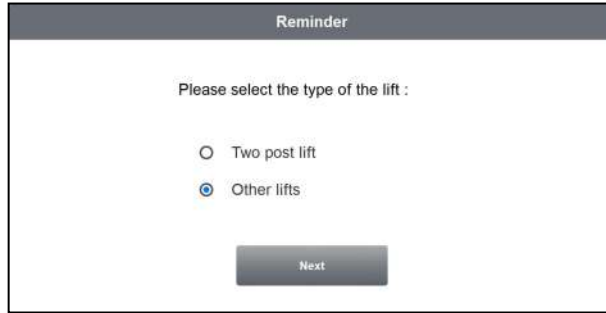 Reminder
Please select the type of the lift :
Two post lift
Other lifts
Next